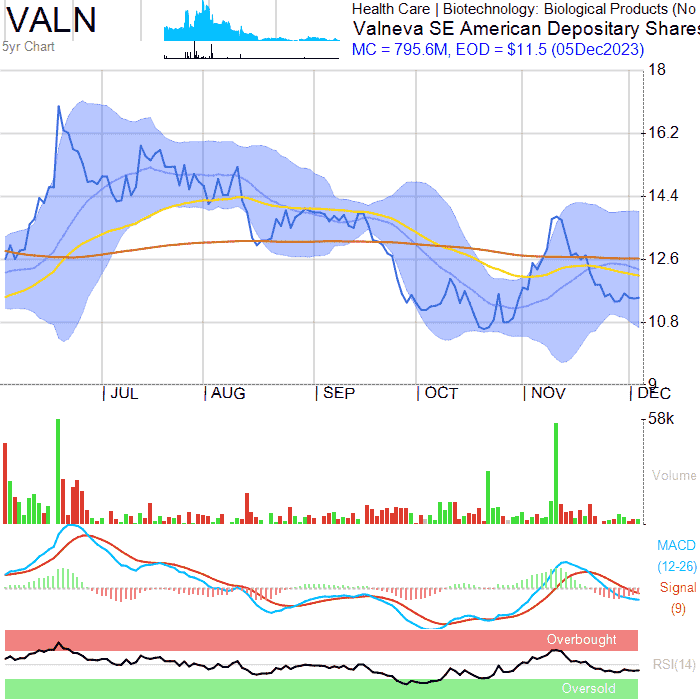 VALN
5yr Chart
Health Care | Biotechnology: Biological Products (No
Valneva SE American Depositary Shares
MC = 795.6M, EOD = $11.5 (05Dec2023)
18
16.2
14.4
12.6
10.8
9
JUL
AUG
SEP
OCT
NOV
DEC
58k
Volume
MACD
(12-26)
Signal
(9)
Overbought
RSI(14)
Oversold